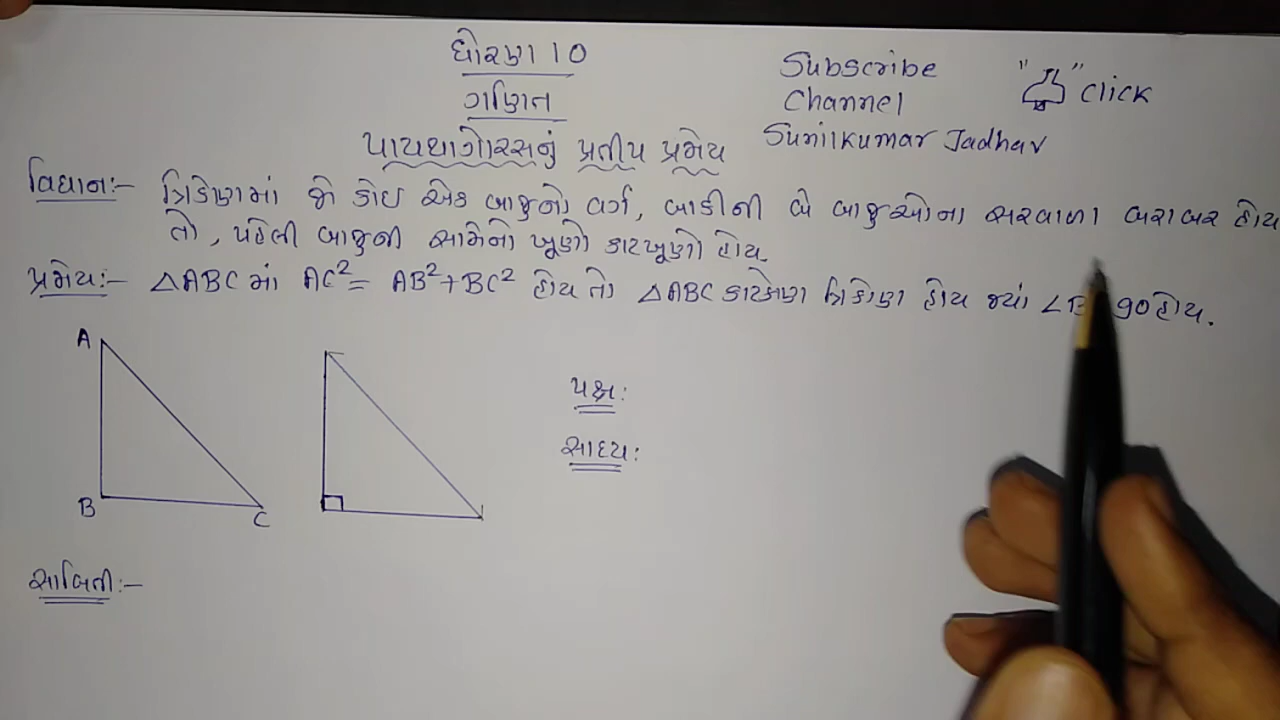 ધોરણ 10
ગણિત
Subscribe
Channel
Sunilkumar Jadhav
" " click
પાયથાગોરસનું પ્રતીપ પ્રમેય
વિધાનઃ- ત્રિકોણમાં જો કોઇ એક બાજુનો વર્ગ, બાકીની બે બાજુઓના સરવાળા બરાબર હોય
તો, પહેલી બાજુની સામેનો ખૂણો કાટખૂણો હોય.
પ્રમેયઃ- △ABC માં AC²= AB²+BC² હોય તો △ABC કાટકોણ ત્રિકોણ હોય જ્યાં ∠B 90 હોય.
A
B
C
પક્ષ:
સાધ્ય:
સાબિતીઃ-